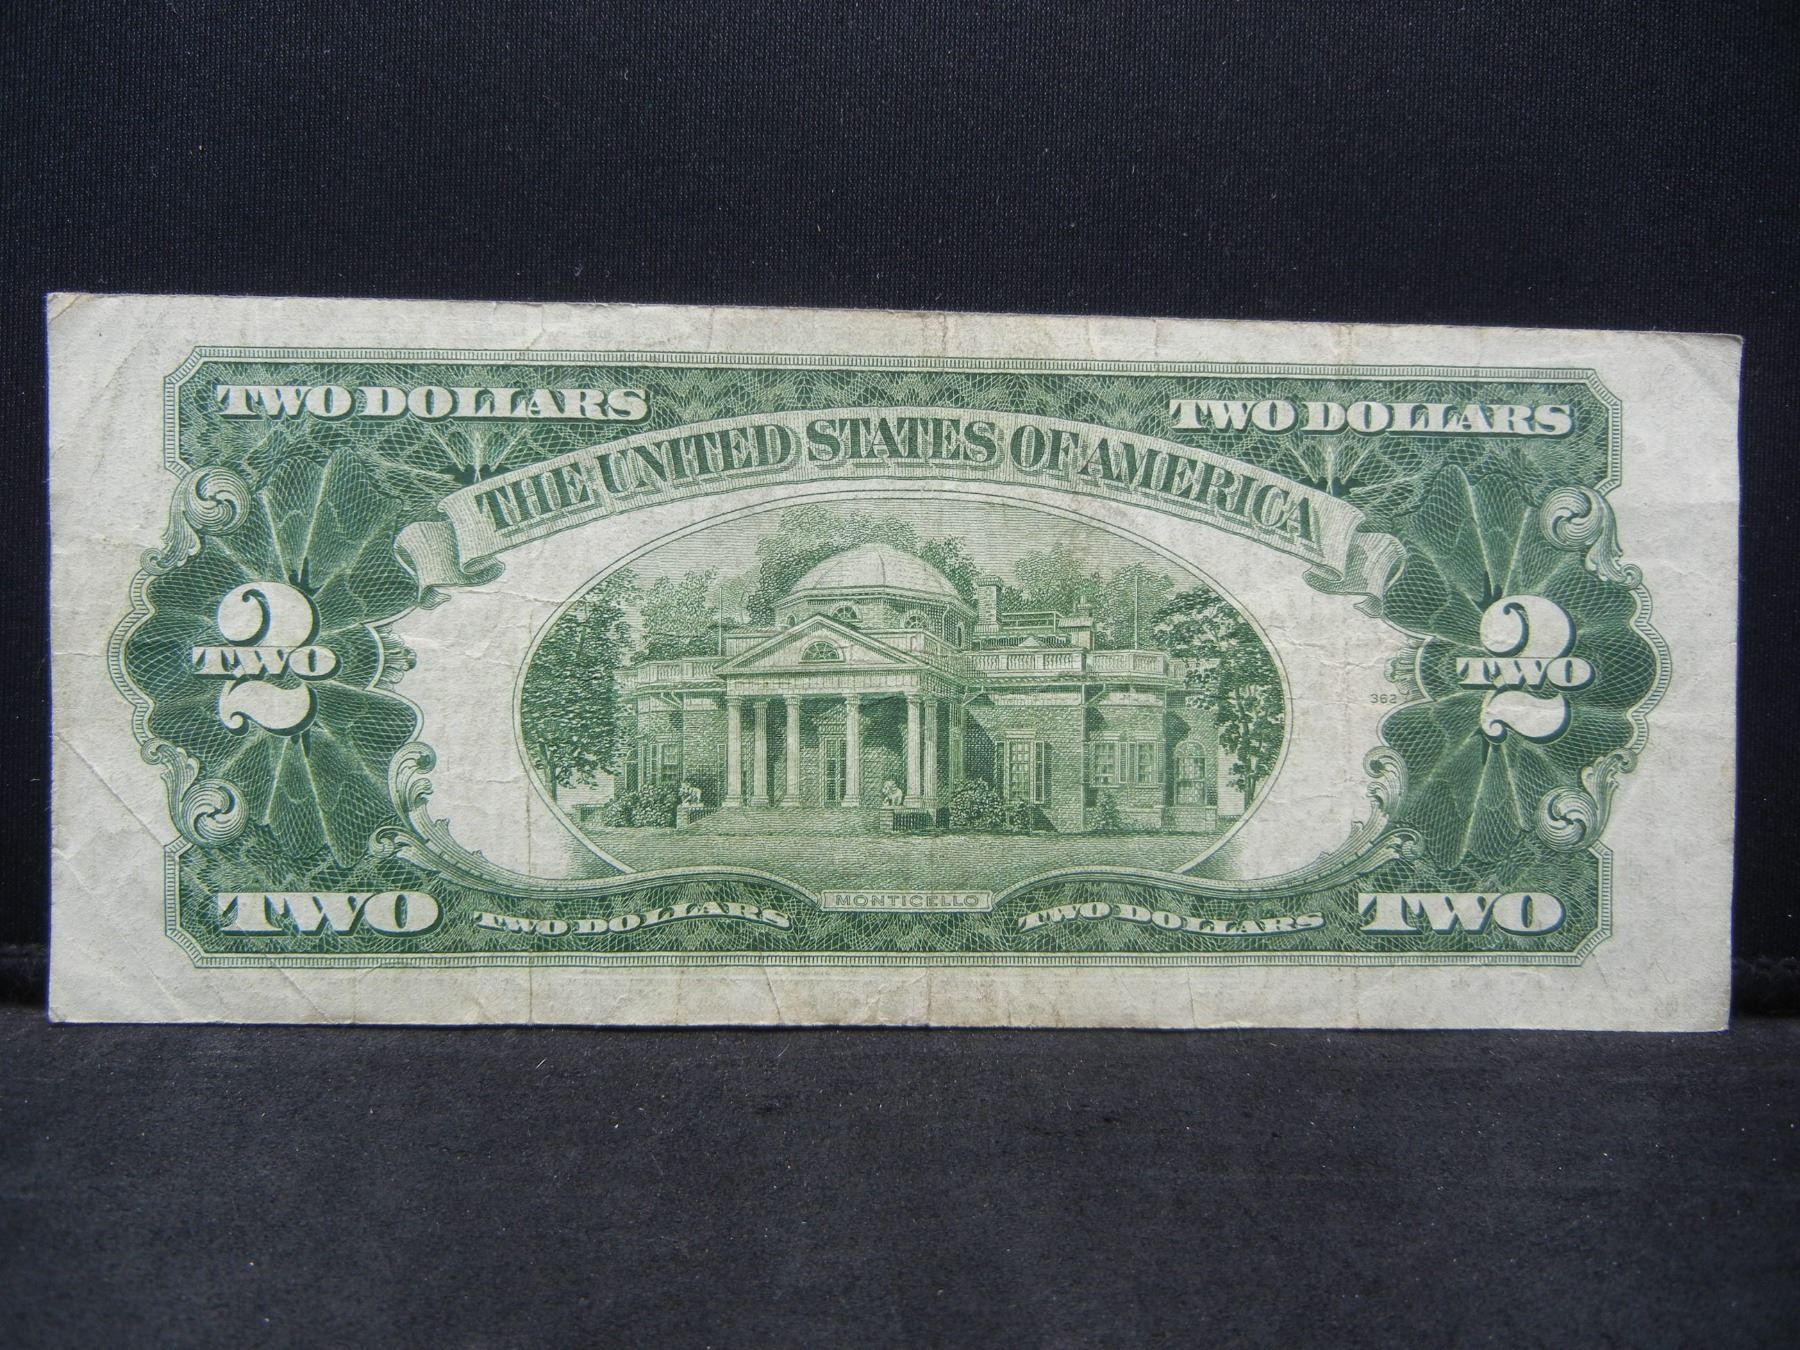 TWO DOLLARS
TWO DOLLARS
THE UNITED STATES OF AMERICA
2
TWO
2
TWO
362
MONTICELLO
TWO
TWO DOLLARS
TWO DOLLARS
TWO